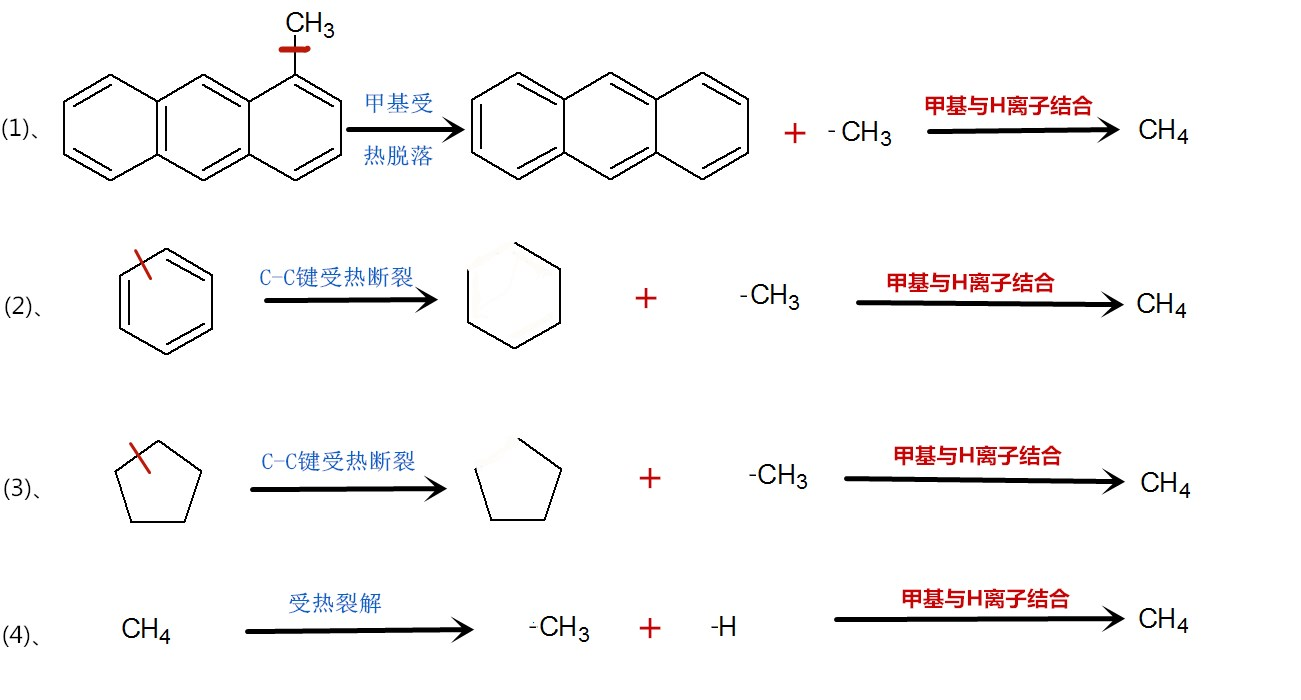 CH₃
(1)、
甲基受
热脱落
+
-CH₃
甲基与H离子结合
CH₄
(2)、
C-C键受热断裂
+
-CH₃
甲基与H离子结合
CH₄
(3)、
C-C键受热断裂
+
-CH₃
甲基与H离子结合
CH₄
(4)、
CH₄
受热裂解
-CH₃
+
-H
甲基与H离子结合
CH₄